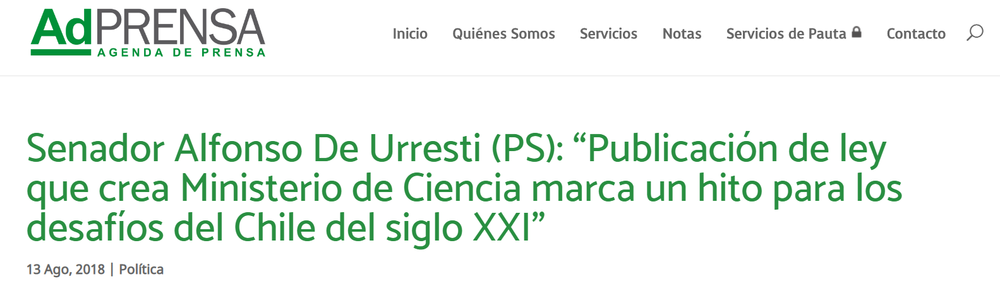 AdPRENSA
AGENDA DE PRENSA
Inicio Quiénes Somos Servicios Notas Servicios de Pauta Contacto
Senador Alfonso De Urresti (PS): “Publicación de ley
que crea Ministerio de Ciencia marca un hito para los
desafíos del Chile del siglo XXI”
13 Ago, 2018 | Política